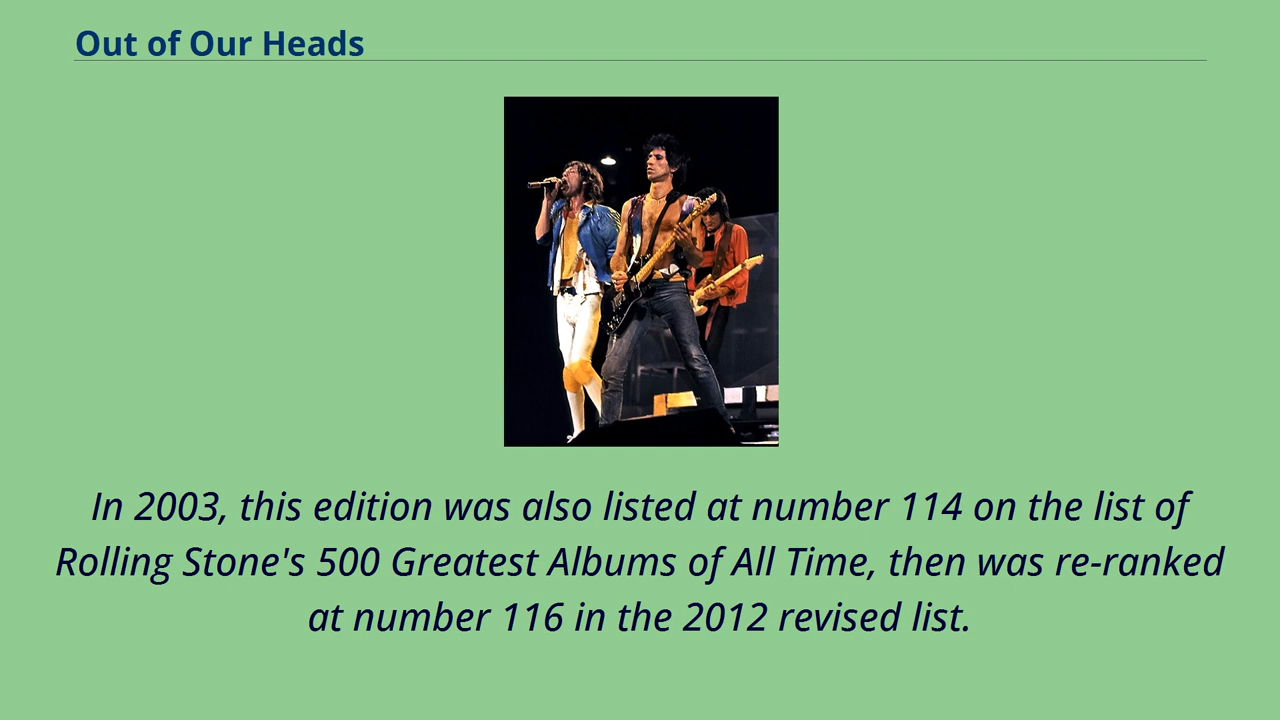 Out of Our Heads
In 2003, this edition was also listed at number 114 on the list of
Rolling Stone's 500 Greatest Albums of All Time, then was re-ranked
at number 116 in the 2012 revised list.